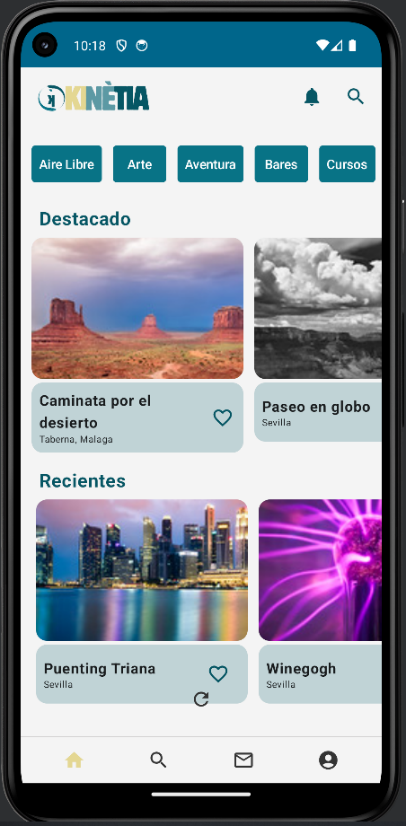 10:18
KINÈTIA
Aire Libre
Arte
Aventura
Bares
Cursos
Destacado
Caminata por el
desierto
Taberna, Malaga
Paseo en globo
Sevilla
Recientes
Puenting Triana
Sevilla
Winegogh
Sevilla